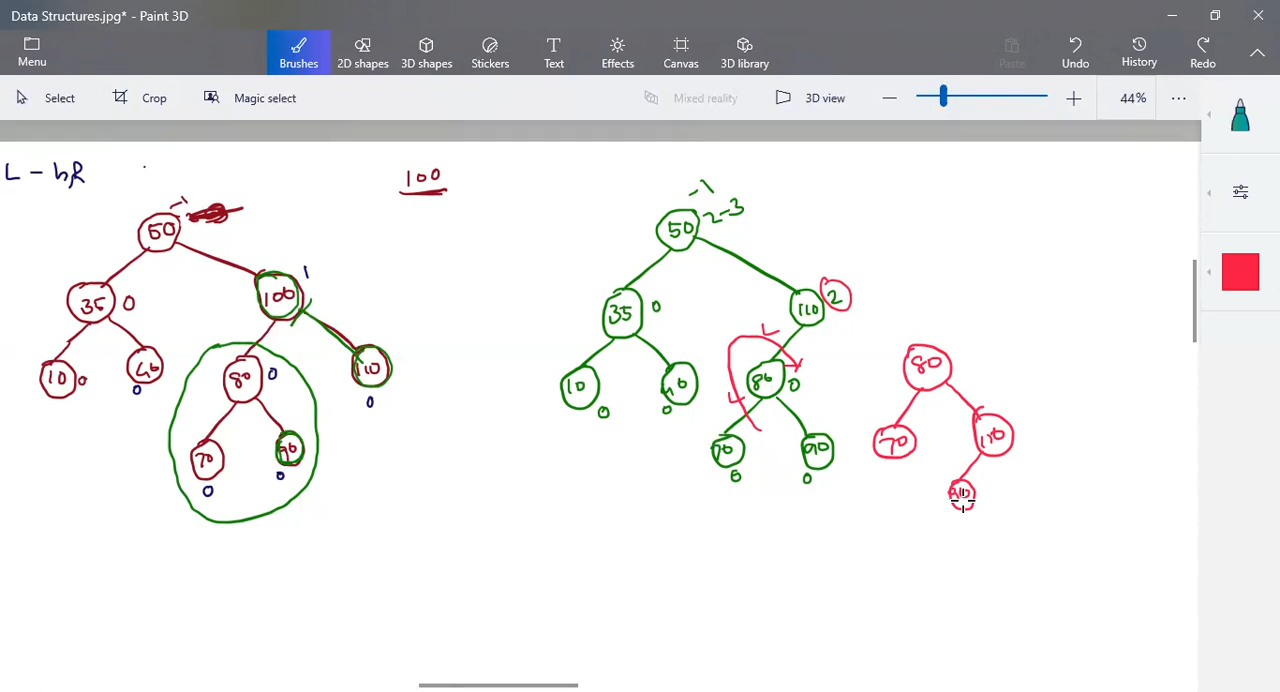 Data Structures.jpg* - Paint 3D
Menu
Brushes
2D shapes
3D shapes
Stickers
Text
Effects
Canvas
3D library
Paste
Undo
History
Redo
Select
Crop
Magic select
Mixed reality
3D view
44%
L - hR
100
50 -1
35 0
100 1
10 0
40 0
80 0
110 0
70 0
90 0
50 -1
2-3
35 0
110 2
10 0
40 0
80 0
L
L
70 0
90 0
80
70
110
90